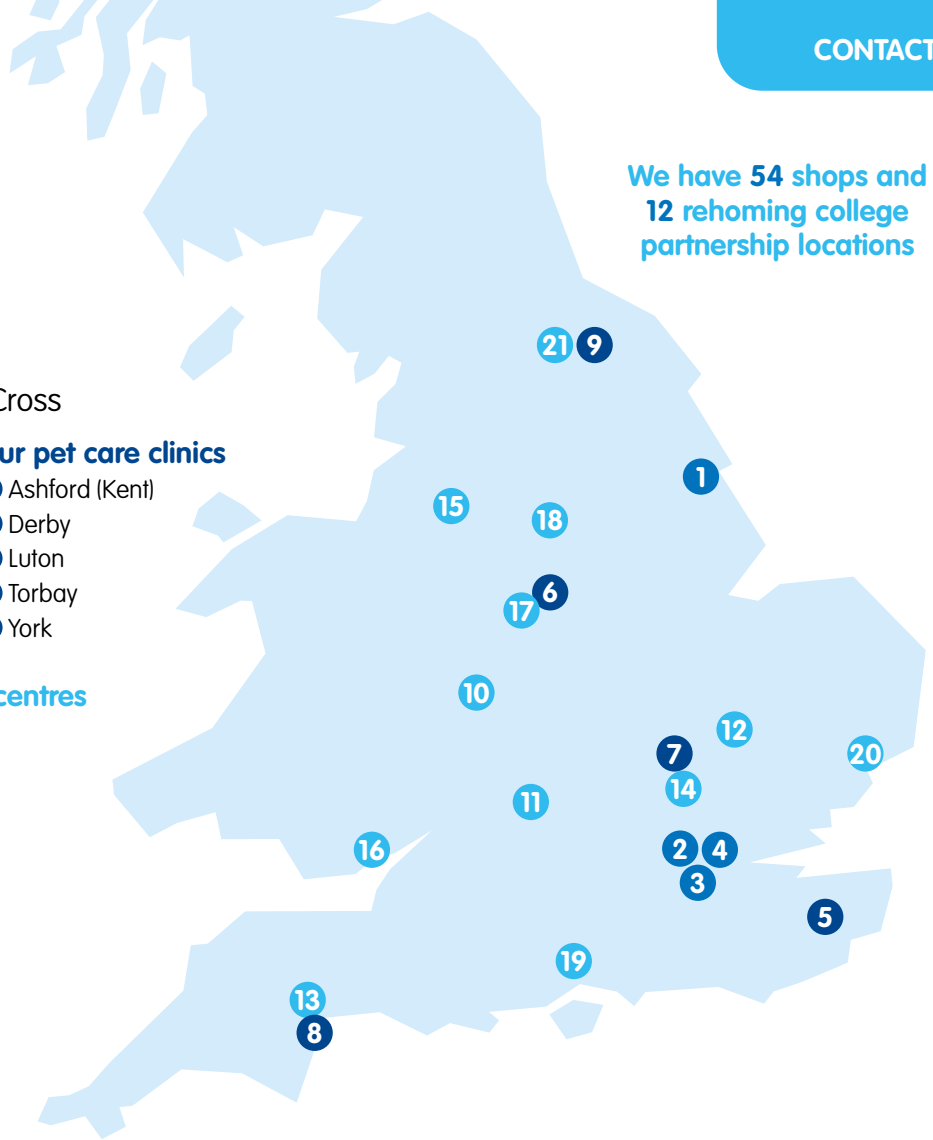 CONTACT
We have 54 shops and
12 rehoming college
partnership locations
21 9
Cross
ur pet care clinics
Ashford (Kent)
Derby
Luton
Torbay
York
centres
1
15
18
6
17
10
12
7
20
14
11
2 4
16
3
5
19
13
8